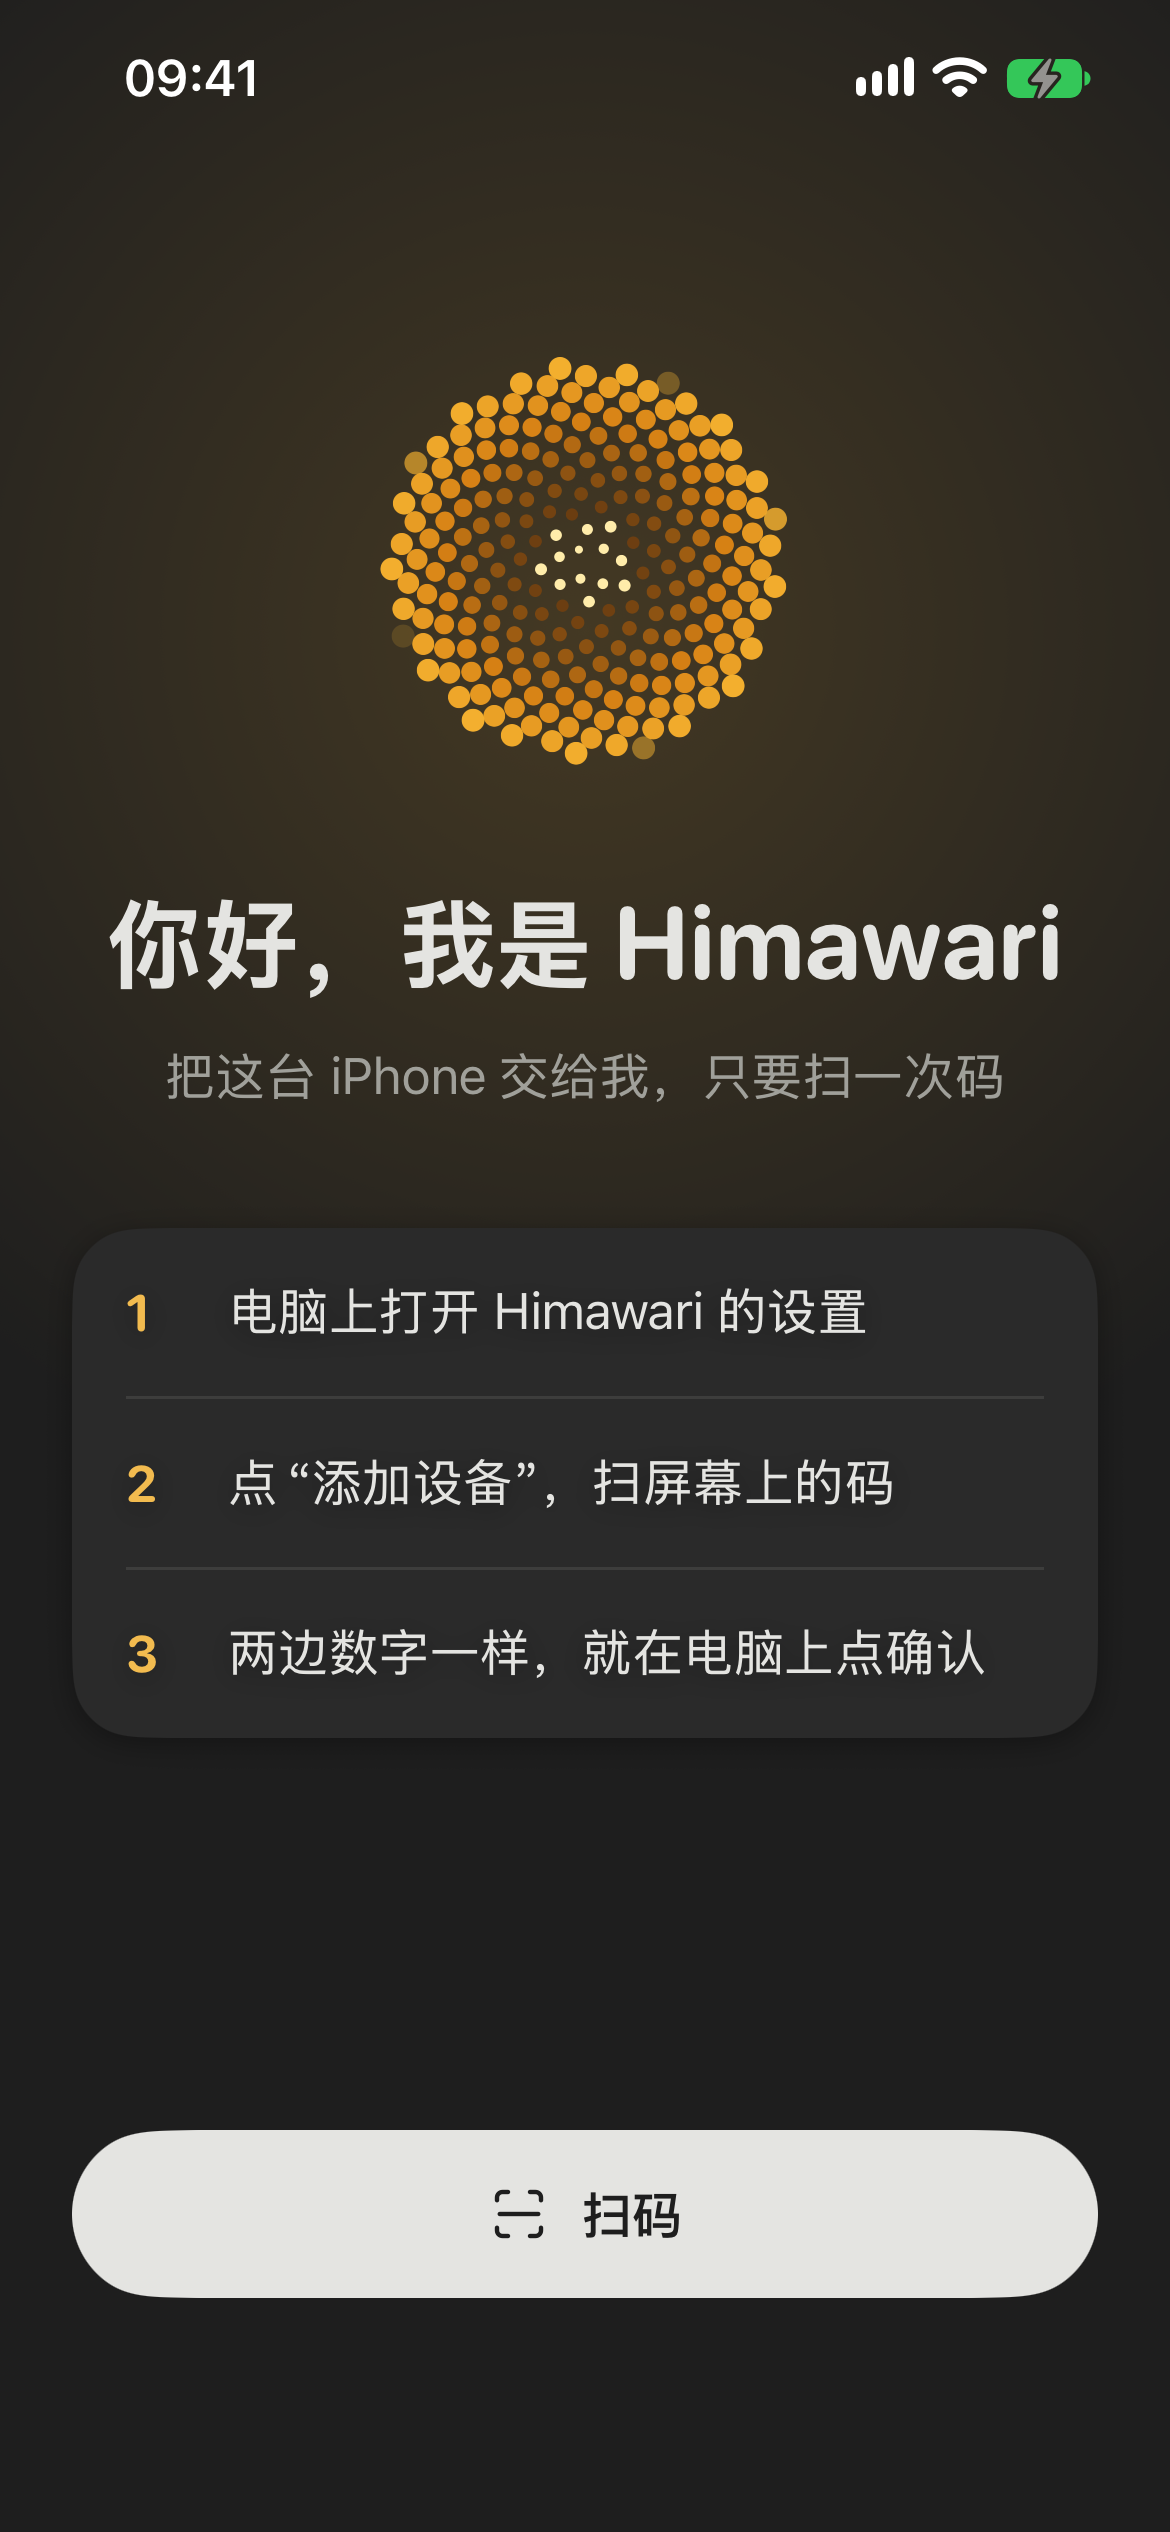 09:41
你好，我是 Himawari
把这台 iPhone 交给我，只要扫一次码
1 电脑上打开 Himawari 的设置
2 点 “添加设备”，扫屏幕上的码
3 两边数字一样，就在电脑上点确认
扫码